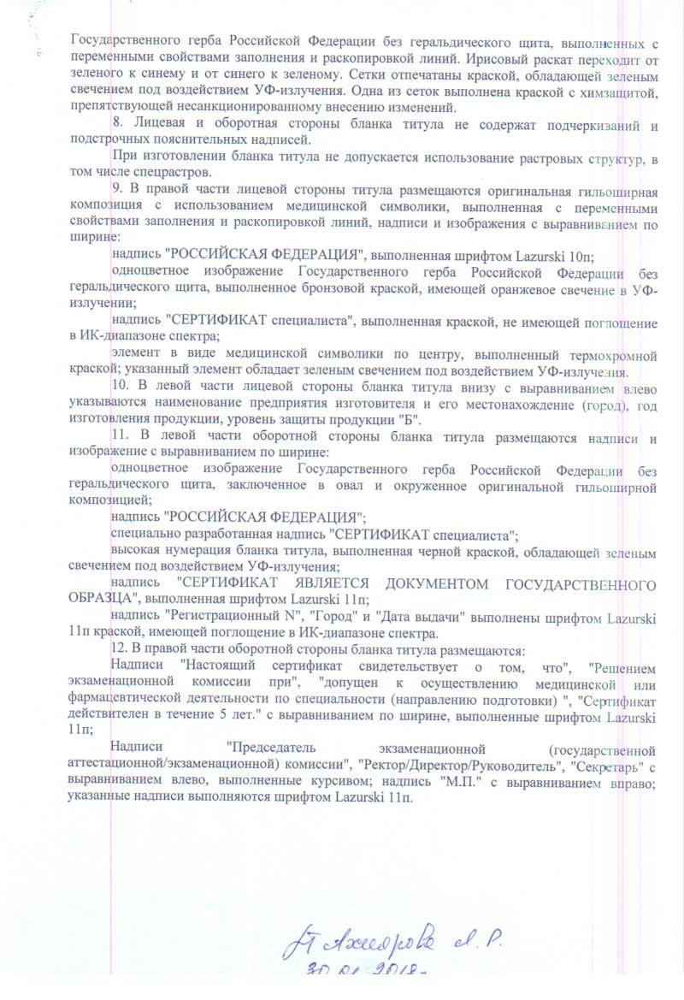 Государственного герба Российской Федерации без геральдического щита, выполненных с
переменными свойствами заполнения и раскопировкой линий. Ирисовый раскат переходит от
зеленого к синему и от синего к зеленому. Сетки отпечатаны краской, обладающей зеленым
свечением под воздействием УФ-излучения. Одна из сеток выполнена краской с химзащитой,
препятствующей несанкционированному внесению изменений.
8. Лицевая и оборотная стороны бланка титула не содержат подчеркиваний и
подстрочных пояснительных надписей.
При изготовлении бланка титула не допускается использование растровых структур, в
том числе спецрастров.
9. В правой части лицевой стороны титула размещаются оригинальная гильоширная
композиция с использованием медицинской символики, выполненная с переменными
свойствами заполнения и раскопировкой линий, надписи и изображения с выравниванием по
ширине:
надпись "РОССИЙСКАЯ ФЕДЕРАЦИЯ", выполненная шрифтом Lazurski 10п;
одноцветное изображение Государственного герба Российской Федерации без
геральдического щита, выполненное бронзовой краской, имеющей оранжевое свечение в УФ-
излучении;
надпись "СЕРТИФИКАТ специалиста", выполненная краской, не имеющей поглощение
в ИК-диапазоне спектра;
элемент в виде медицинской символики по центру, выполненный термохромной
краской; указанный элемент обладает зеленым свечением под воздействием УФ-излучения.
10. В левой части лицевой стороны бланка титула внизу с выравниванием влево
указываются наименование предприятия изготовителя и его местонахождение (город), год
изготовления продукции, уровень защиты продукции "Б".
11. В левой части оборотной стороны бланка титула размещаются надписи и
изображение с выравниванием по ширине:
одноцветное изображение Государственного герба Российской Федерации без
геральдического щита, заключенное в овал и окруженное оригинальной гильоширной
композицией;
надпись "РОССИЙСКАЯ ФЕДЕРАЦИЯ";
специально разработанная надпись "СЕРТИФИКАТ специалиста";
высокая нумерация бланка титула, выполненная черной краской, обладающей зеленым
свечением под воздействием УФ-излучения;
надпись "СЕРТИФИКАТ ЯВЛЯЕТСЯ ДОКУМЕНТОМ ГОСУДАРСТВЕННОГО
ОБРАЗЦА", выполненная шрифтом Lazurski 11п;
надпись "Регистрационный N", "Город" и "Дата выдачи" выполнены шрифтом Lazurski
11п краской, имеющей поглощение в ИК-диапазоне спектра.
12. В правой части оборотной стороны бланка титула размещаются:
Надписи "Настоящий сертификат свидетельствует о том, что", "Решением
экзаменационной комиссии при", "допущен к осуществлению медицинской или
фармацевтической деятельности по специальности (направлению подготовки) ", "Сертификат
действителен в течение 5 лет." с выравниванием по ширине, выполненные шрифтом Lazurski
11п;
Надписи "Председатель экзаменационной (государственной
аттестационной/экзаменационной) комиссии", "Ректор/Директор/Руководитель", "Секретарь" с
выравниванием влево, выполненные курсивом; надпись "М.П." с выравниванием вправо;
указанные надписи выполняются шрифтом Lazurski 11п.
Ахмарова Л. Р.